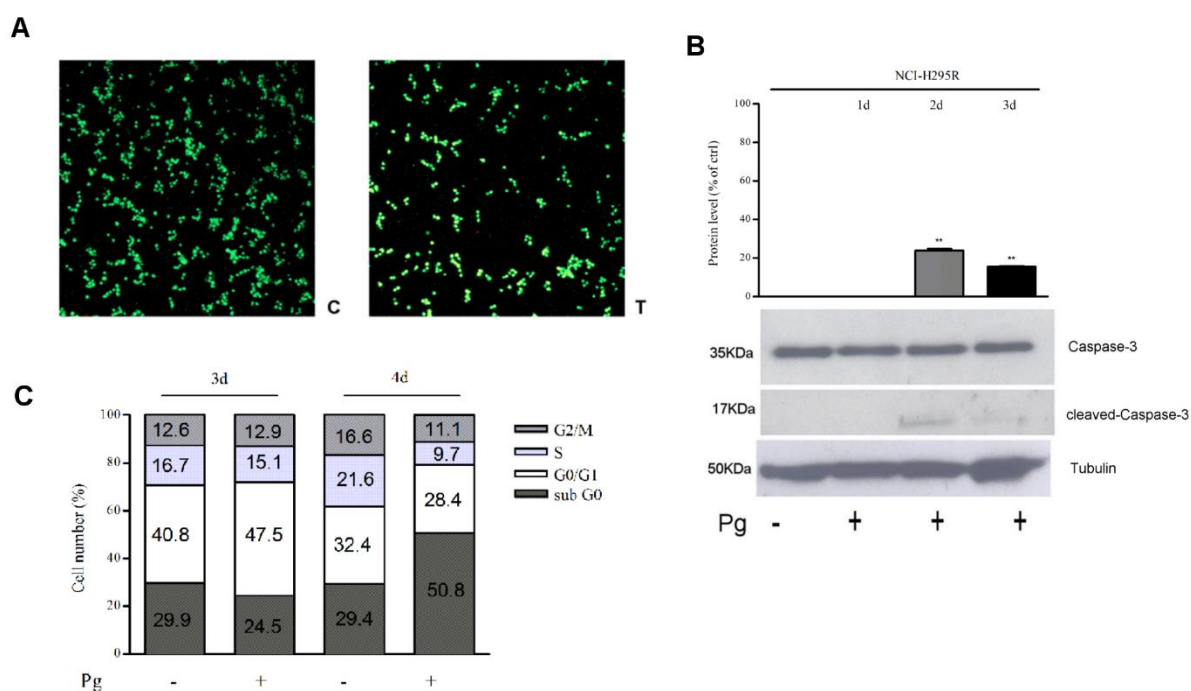 A
C
T
B
NCI-H295R
1d 2d 3d
Protein level (% of ctrl)
100
80
60
40
20
0
** **
35KDa Caspase-3
17KDa cleaved-Caspase-3
50KDa Tubulin
Pg - + + +
C
3d 4d
Cell number (%)
100
80
60
40
20
0
12.6 12.9 16.6 11.1
16.7 15.1 21.6 9.7
40.8 47.5 32.4 28.4
29.9 24.5 29.4 50.8
G2/M
S
G0/G1
sub G0
Pg - + - +